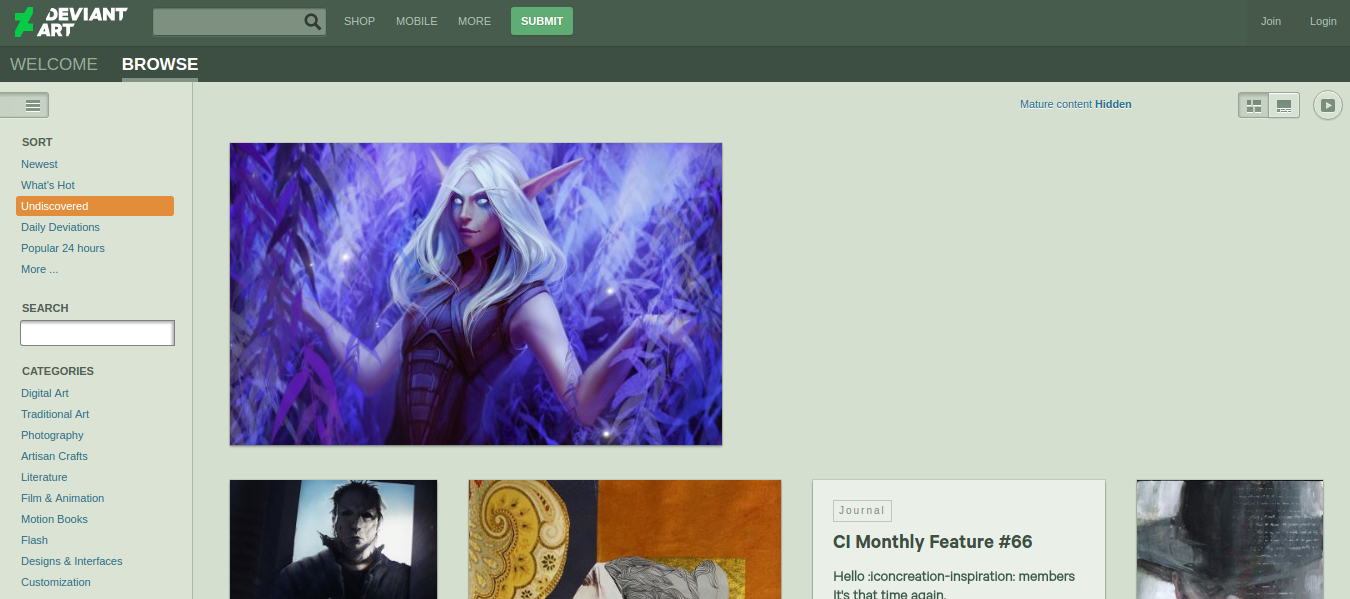 DEVIANT
ART
SHOP
MOBILE
MORE
SUBMIT
Join
Login
WELCOME
BROWSE
Mature content Hidden
SORT
Newest
What's Hot
Undiscovered
Daily Deviations
Popular 24 hours
More ...
SEARCH
CATEGORIES
Digital Art
Traditional Art
Photography
Artisan Crafts
Literature
Film & Animation
Motion Books
Flash
Designs & Interfaces
Customization
Journal
CI Monthly Feature #66
Hello :iconcreation-inspiration: members
It's that time again.